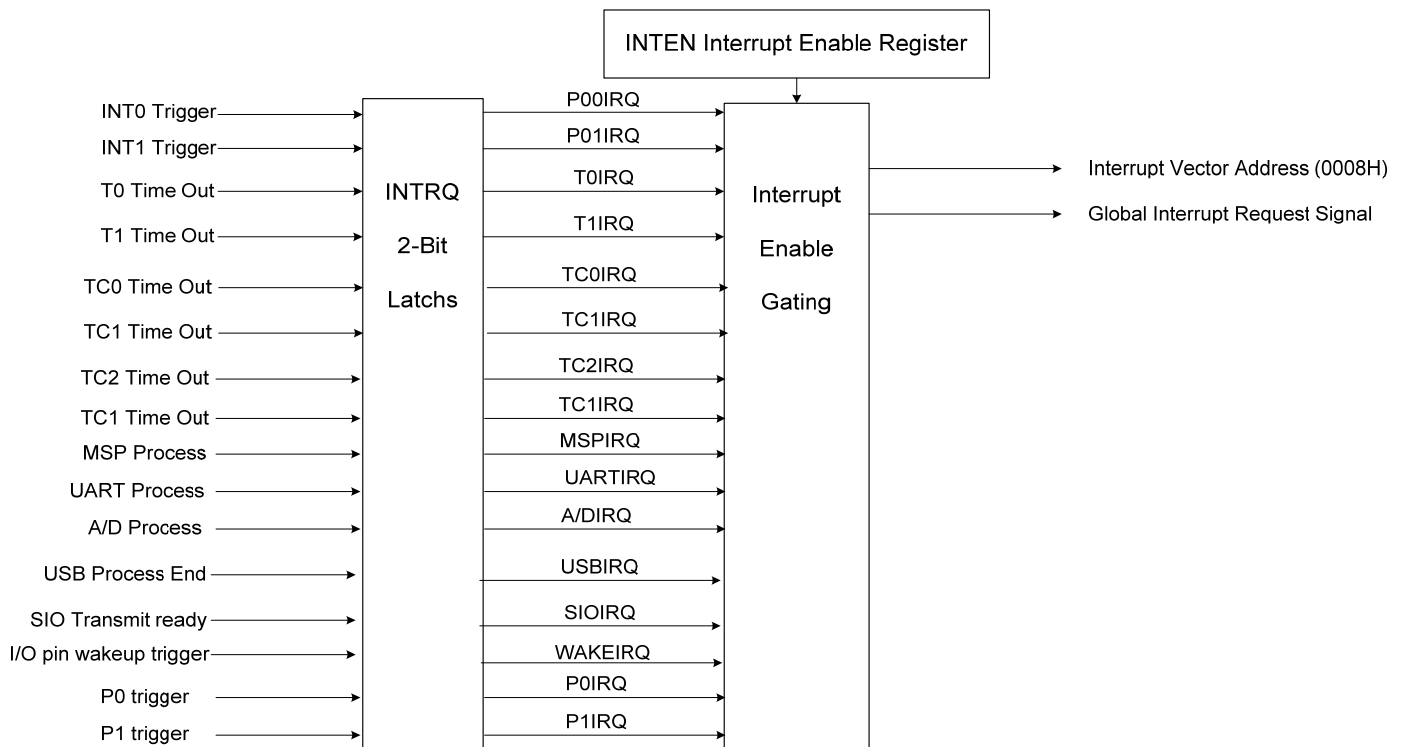 INTEN Interrupt Enable Register
INT0 Trigger
INT1 Trigger
T0 Time Out
T1 Time Out
TC0 Time Out
TC1 Time Out
TC2 Time Out
TC1 Time Out
MSP Process
UART Process
A/D Process
USB Process End
SIO Transmit ready
I/O pin wakeup trigger
P0 trigger
P1 trigger
INTRQ
2-Bit
Latchs
P00IRQ
P01IRQ
T0IRQ
T1IRQ
TC0IRQ
TC1IRQ
TC2IRQ
TC1IRQ
MSPIRQ
UARTIRQ
A/DIRQ
USBIRQ
SIOIRQ
WAKEIRQ
P0IRQ
P1IRQ
Interrupt
Enable
Gating
Interrupt Vector Address (0008H)
Global Interrupt Request Signal